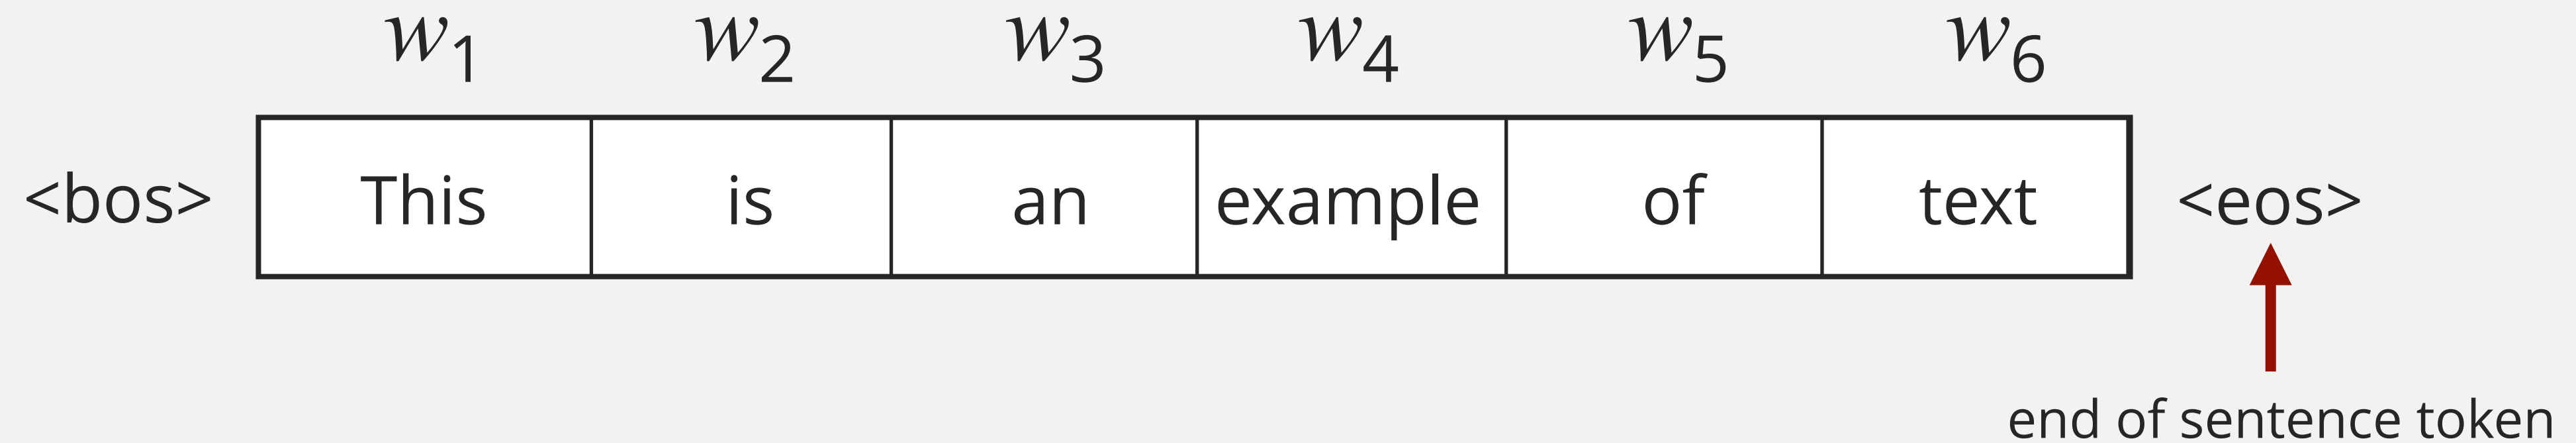 w1 w2 w3 w4 w5 w6
<bos> This is an example of text <eos>
end of sentence token